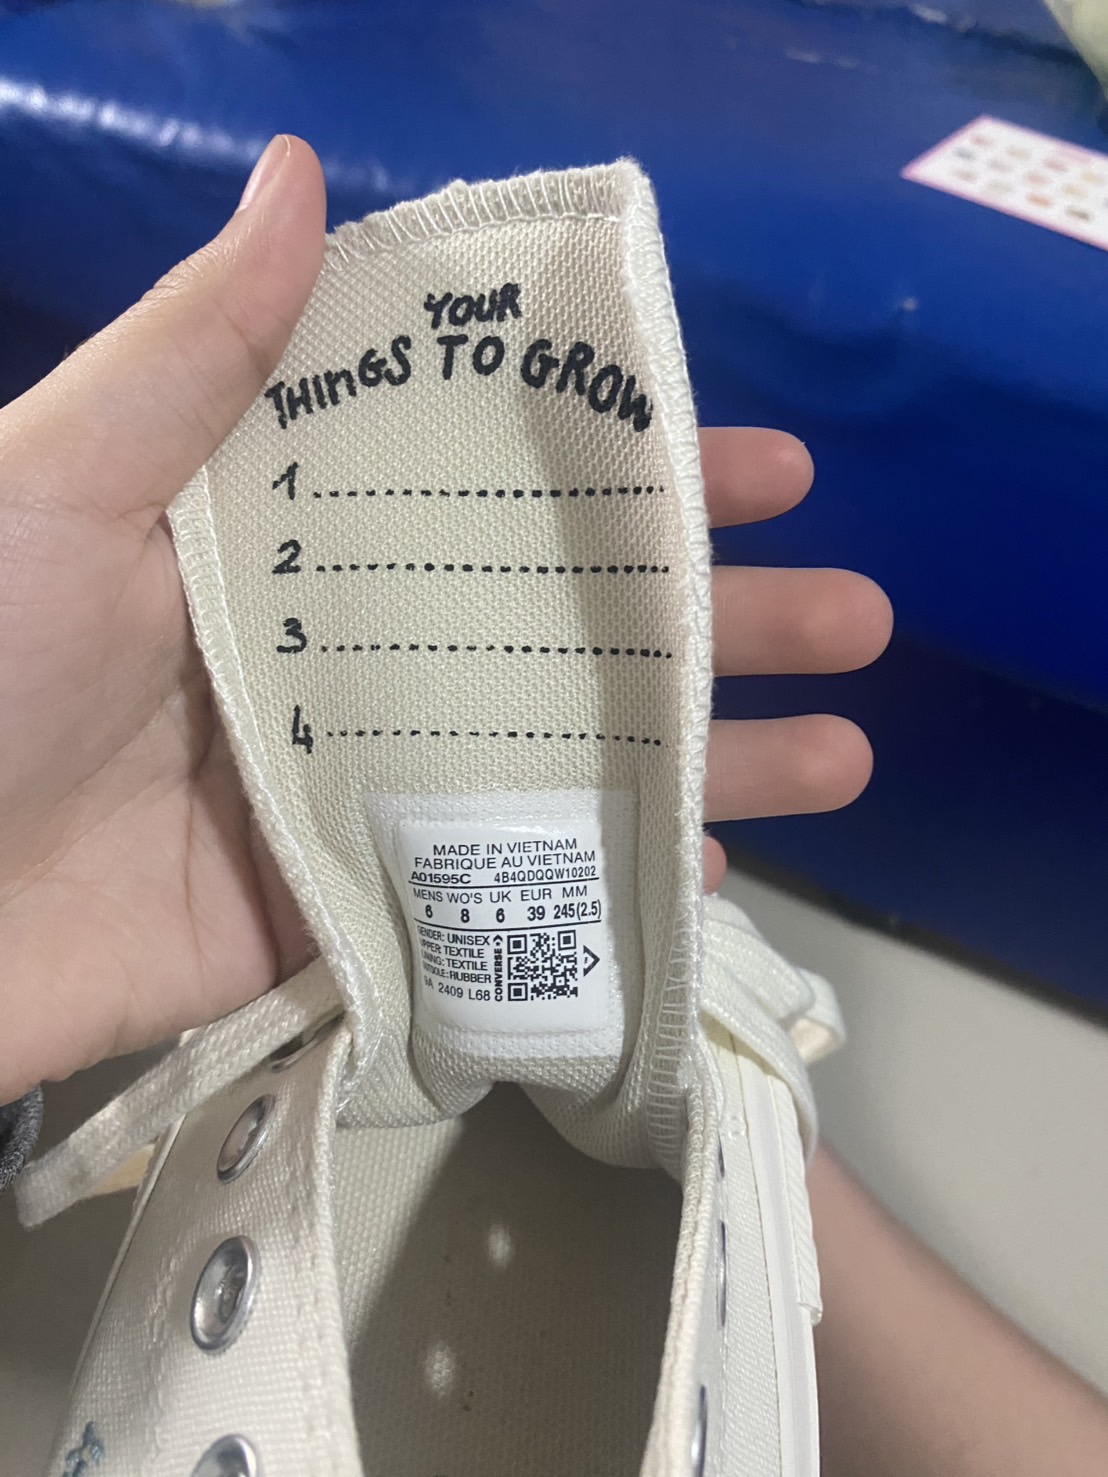 YOUR
THINGS TO GROW
1
2
3
4
MADE IN VIETNAM
FABRIQUE AU VIETNAM
A01595C 4B4QDQQW10202
MENS WO'S UK EUR MM
6 8 6 39 245(2.5)
GENDER: UNISEX
UPPER: TEXTILE
LINING: TEXTILE
OUTSOLE: RUBBER
2409 L68
CONVERSE